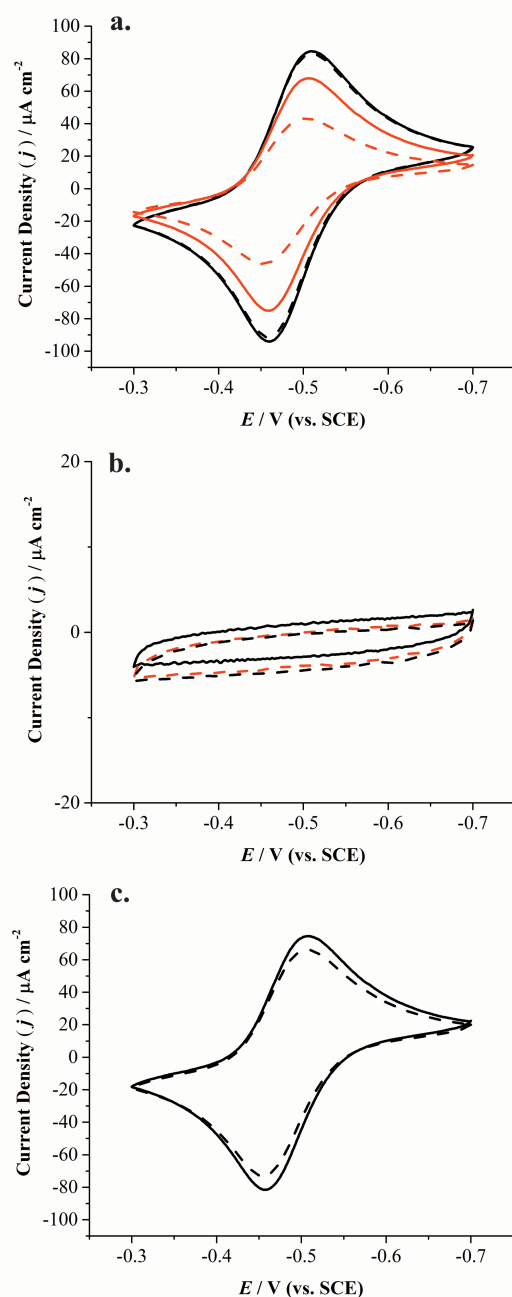 a.
100
80
60
40
20
0
-20
-40
-60
-80
-100
Current Density (j) / μA cm-2
-0.3 -0.4 -0.5 -0.6 -0.7
E / V (vs. SCE)
b.
20
0
-20
Current Density (j) / μA cm-2
-0.3 -0.4 -0.5 -0.6 -0.7
E / V (vs. SCE)
c.
100
80
60
40
20
0
-20
-40
-60
-80
-100
Current Density (j) / μA cm-2
-0.3 -0.4 -0.5 -0.6 -0.7
E / V (vs. SCE)